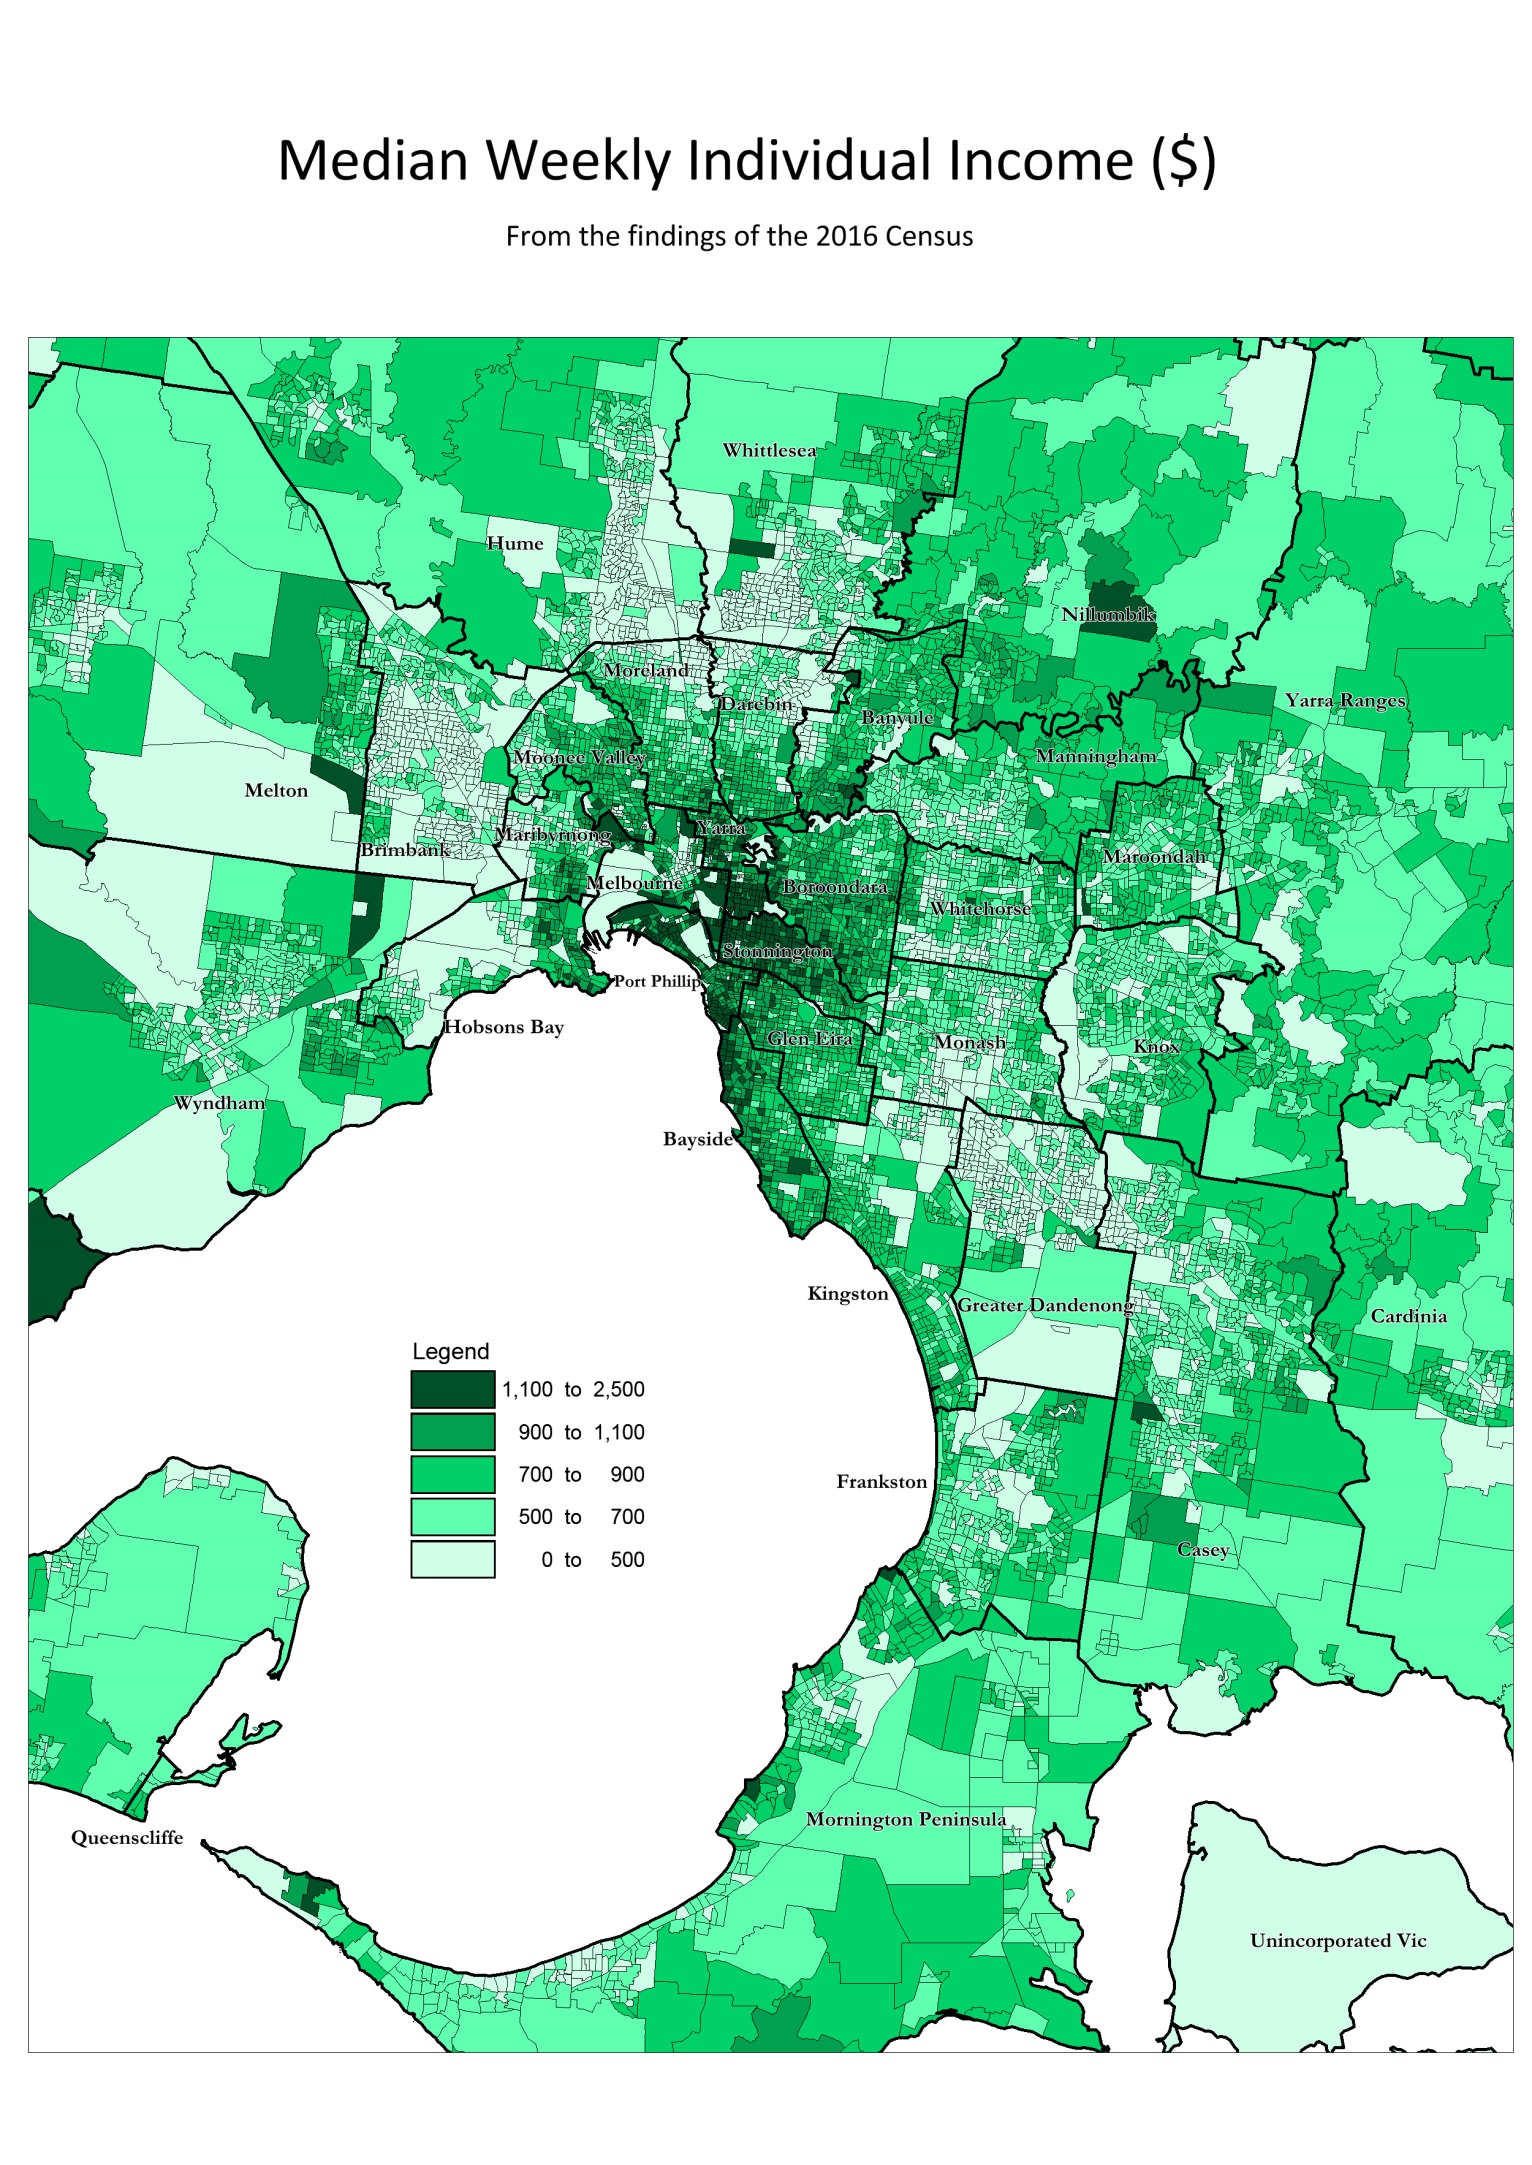 Median Weekly Individual Income ($)
From the findings of the 2016 Census
Whittlesea
Hume
Nillumbik
Moreland
Darebin
Banyule
Yarra Ranges
Moonee Valley
Manningham
Melton
Maribyrnong
Yarra
Brimbank
Maroondah
Melbourne
Boroondara
Whitehorse
Stonnington
Port Phillip
Hobsons Bay
Glen Eira
Monash
Knox
Wyndham
Bayside
Kingston
Greater Dandenong
Cardinia
Legend
1,100 to 2,500
900 to 1,100
700 to 900
500 to 700
0 to 500
Frankston
Casey
Mornington Peninsula
Queenscliffe
Unincorporated Vic